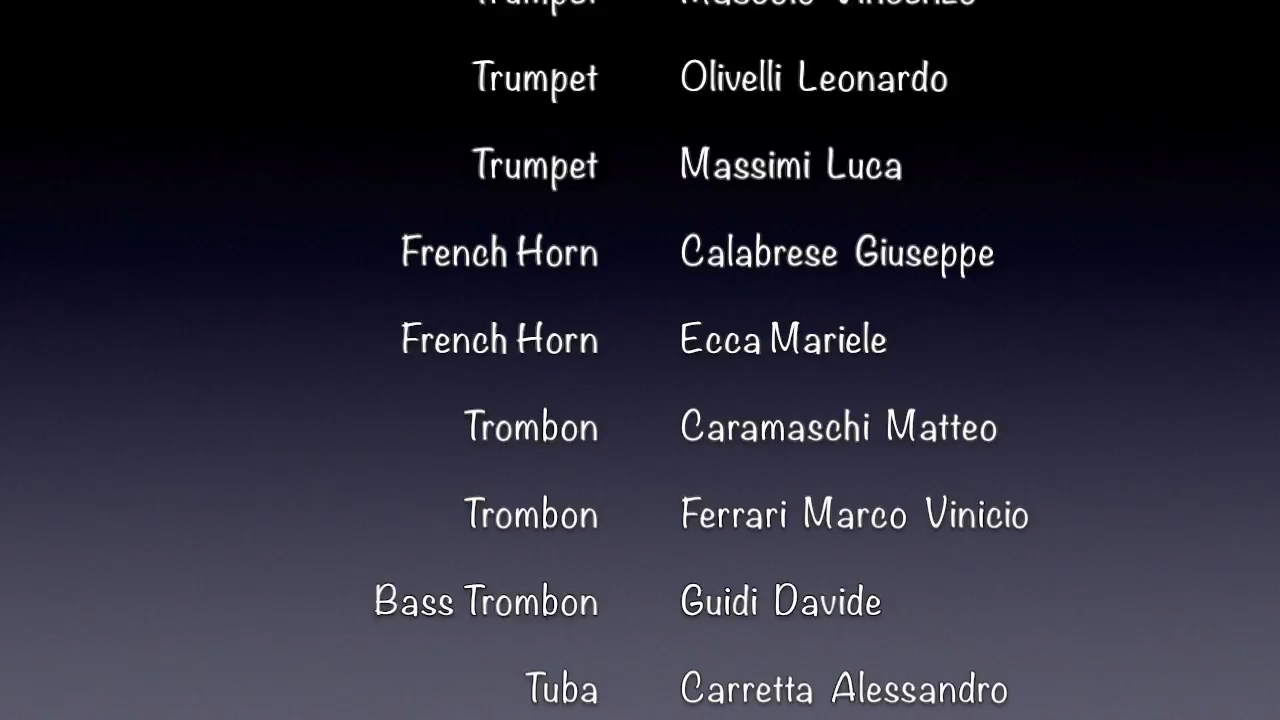 Trumpet Olivelli Leonardo
Trumpet Massimi Luca
French Horn Calabrese Giuseppe
French Horn Ecca Mariele
Trombon Caramaschi Matteo
Trombon Ferrari Marco Vinicio
Bass Trombon Guidi Davide
Tuba Carretta Alessandro